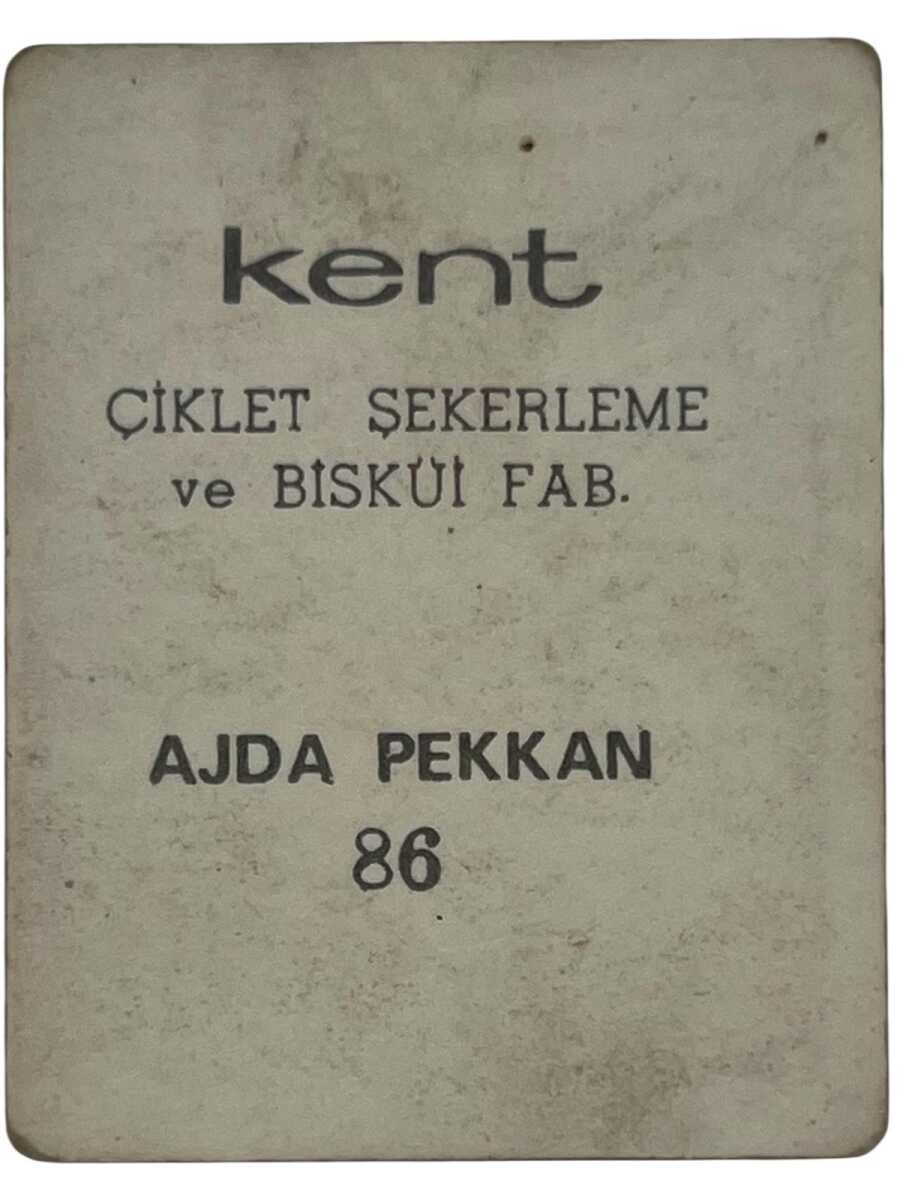 kent
ÇİKLET ŞEKERLEME
ve BİSKÜİ FAB.
AJDA PEKKAN
86